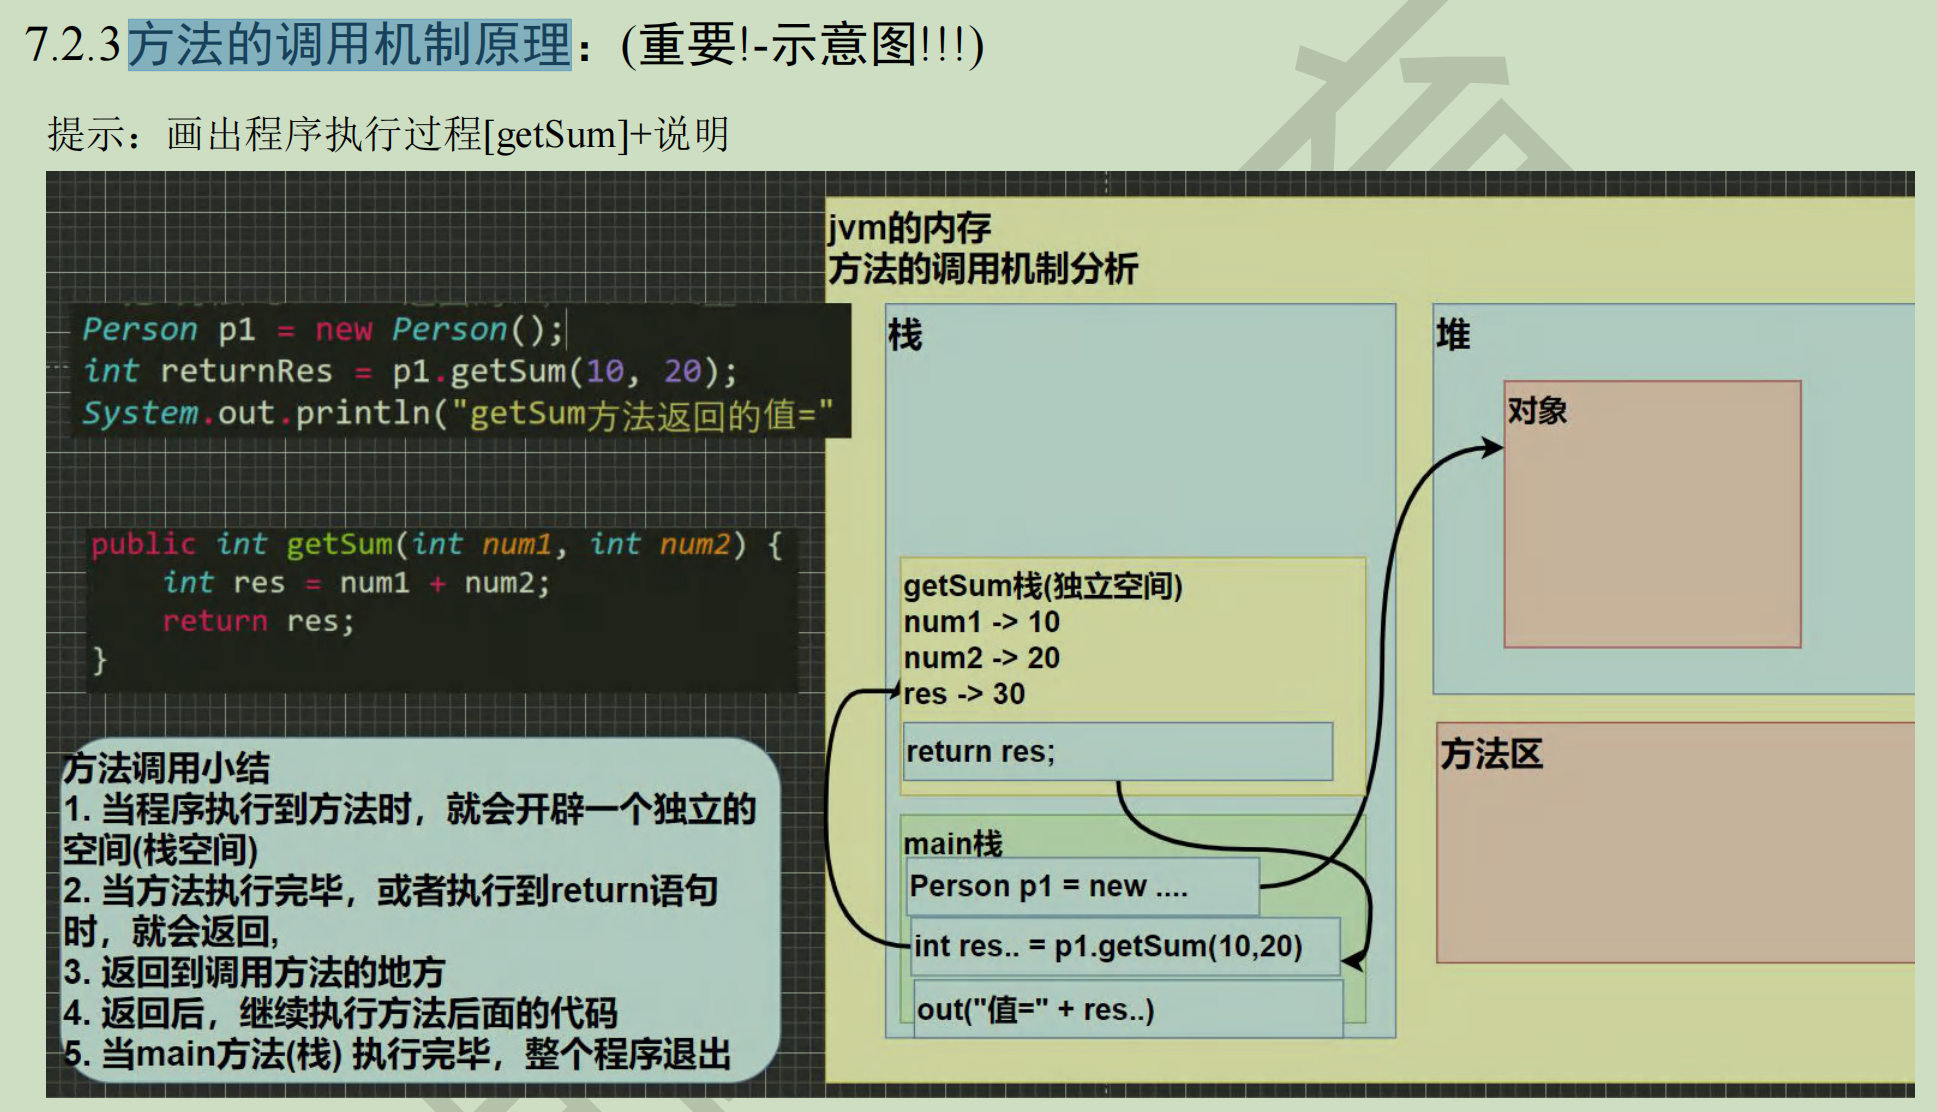 7.2.3方法的调用机制原理：(重要!-示意图!!!)
提示：画出程序执行过程[getSum]+说明
jvm的内存
方法的调用机制分析
Person p1 = new Person();
int returnRes = p1.getSum(10, 20);
System.out.println("getSum方法返回的值="
public int getSum(int num1, int num2) {
int res = num1 + num2;
return res;
}
方法调用小结
1. 当程序执行到方法时，就会开辟一个独立的
空间(栈空间)
2. 当方法执行完毕，或者执行到return语句
时，就会返回,
3. 返回到调用方法的地方
4. 返回后，继续执行方法后面的代码
5. 当main方法(栈) 执行完毕，整个程序退出
栈
getSum栈(独立空间)
num1 -> 10
num2 -> 20
res -> 30
return res;
main栈
Person p1 = new ....
int res.. = p1.getSum(10,20)
out("值=" + res..)
堆
对象
方法区